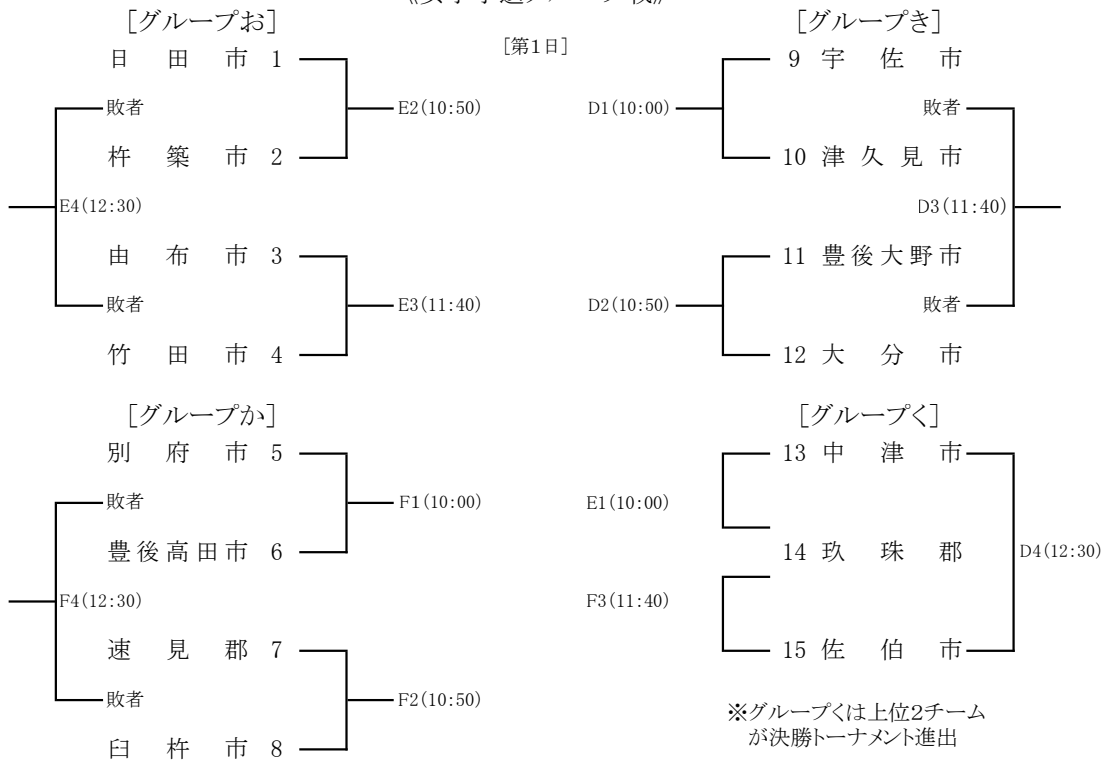 [第1日]
[グループお]
日田市 1
敗者
E2(10:50)
杵築市 2
E4(12:30)
由布市 3
敗者
E3(11:40)
竹田市 4
[グループき]
9 宇佐市
D1(10:00)
敗者
10 津久見市
D3(11:40)
11 豊後大野市
D2(10:50)
敗者
12 大分市
[グループか]
別府市 5
敗者
F1(10:00)
豊後高田市 6
F4(12:30)
速見郡 7
敗者
F2(10:50)
臼杵市 8
[グループく]
13 中津市
E1(10:00)
14 玖珠郡
D4(12:30)
F3(11:40)
15 佐伯市
※グループくは上位2チーム
が決勝トーナメント進出